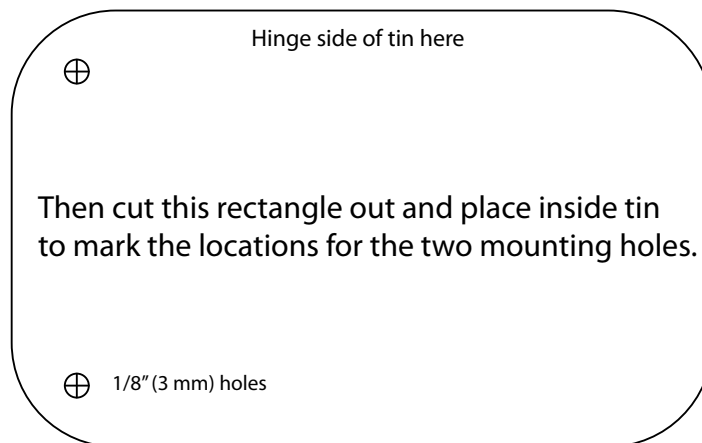 Hinge side of tin here
Then cut this rectangle out and place inside tin
to mark the locations for the two mounting holes.
1/8” (3 mm) holes